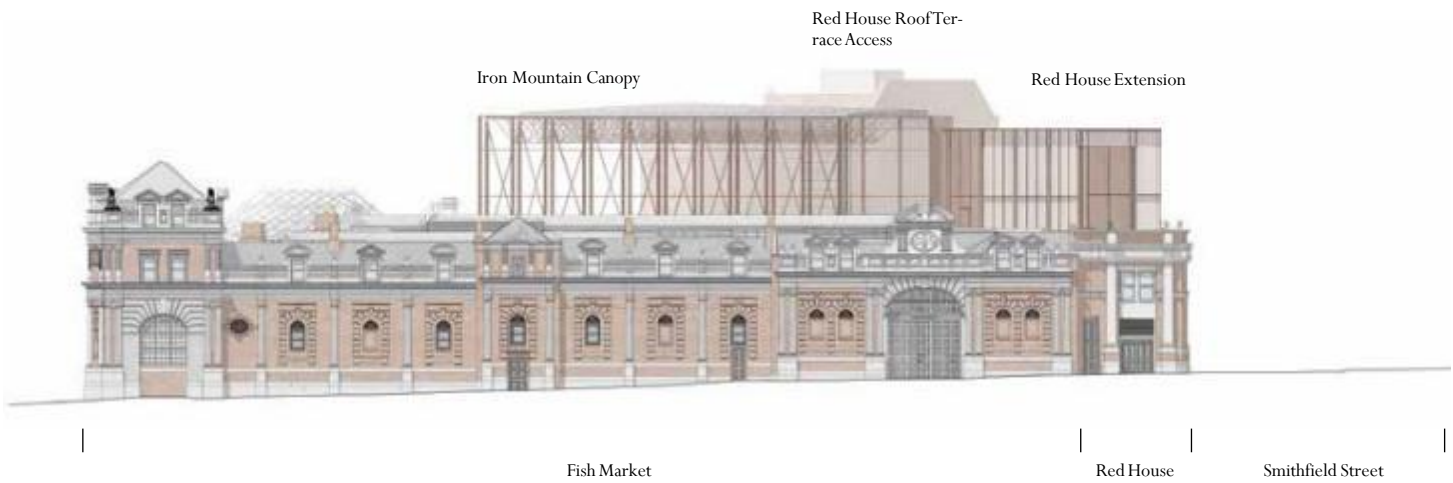 Red House Roof Ter-
race Access
Iron Mountain Canopy
Red House Extension
Fish Market
Red House
Smithfield Street